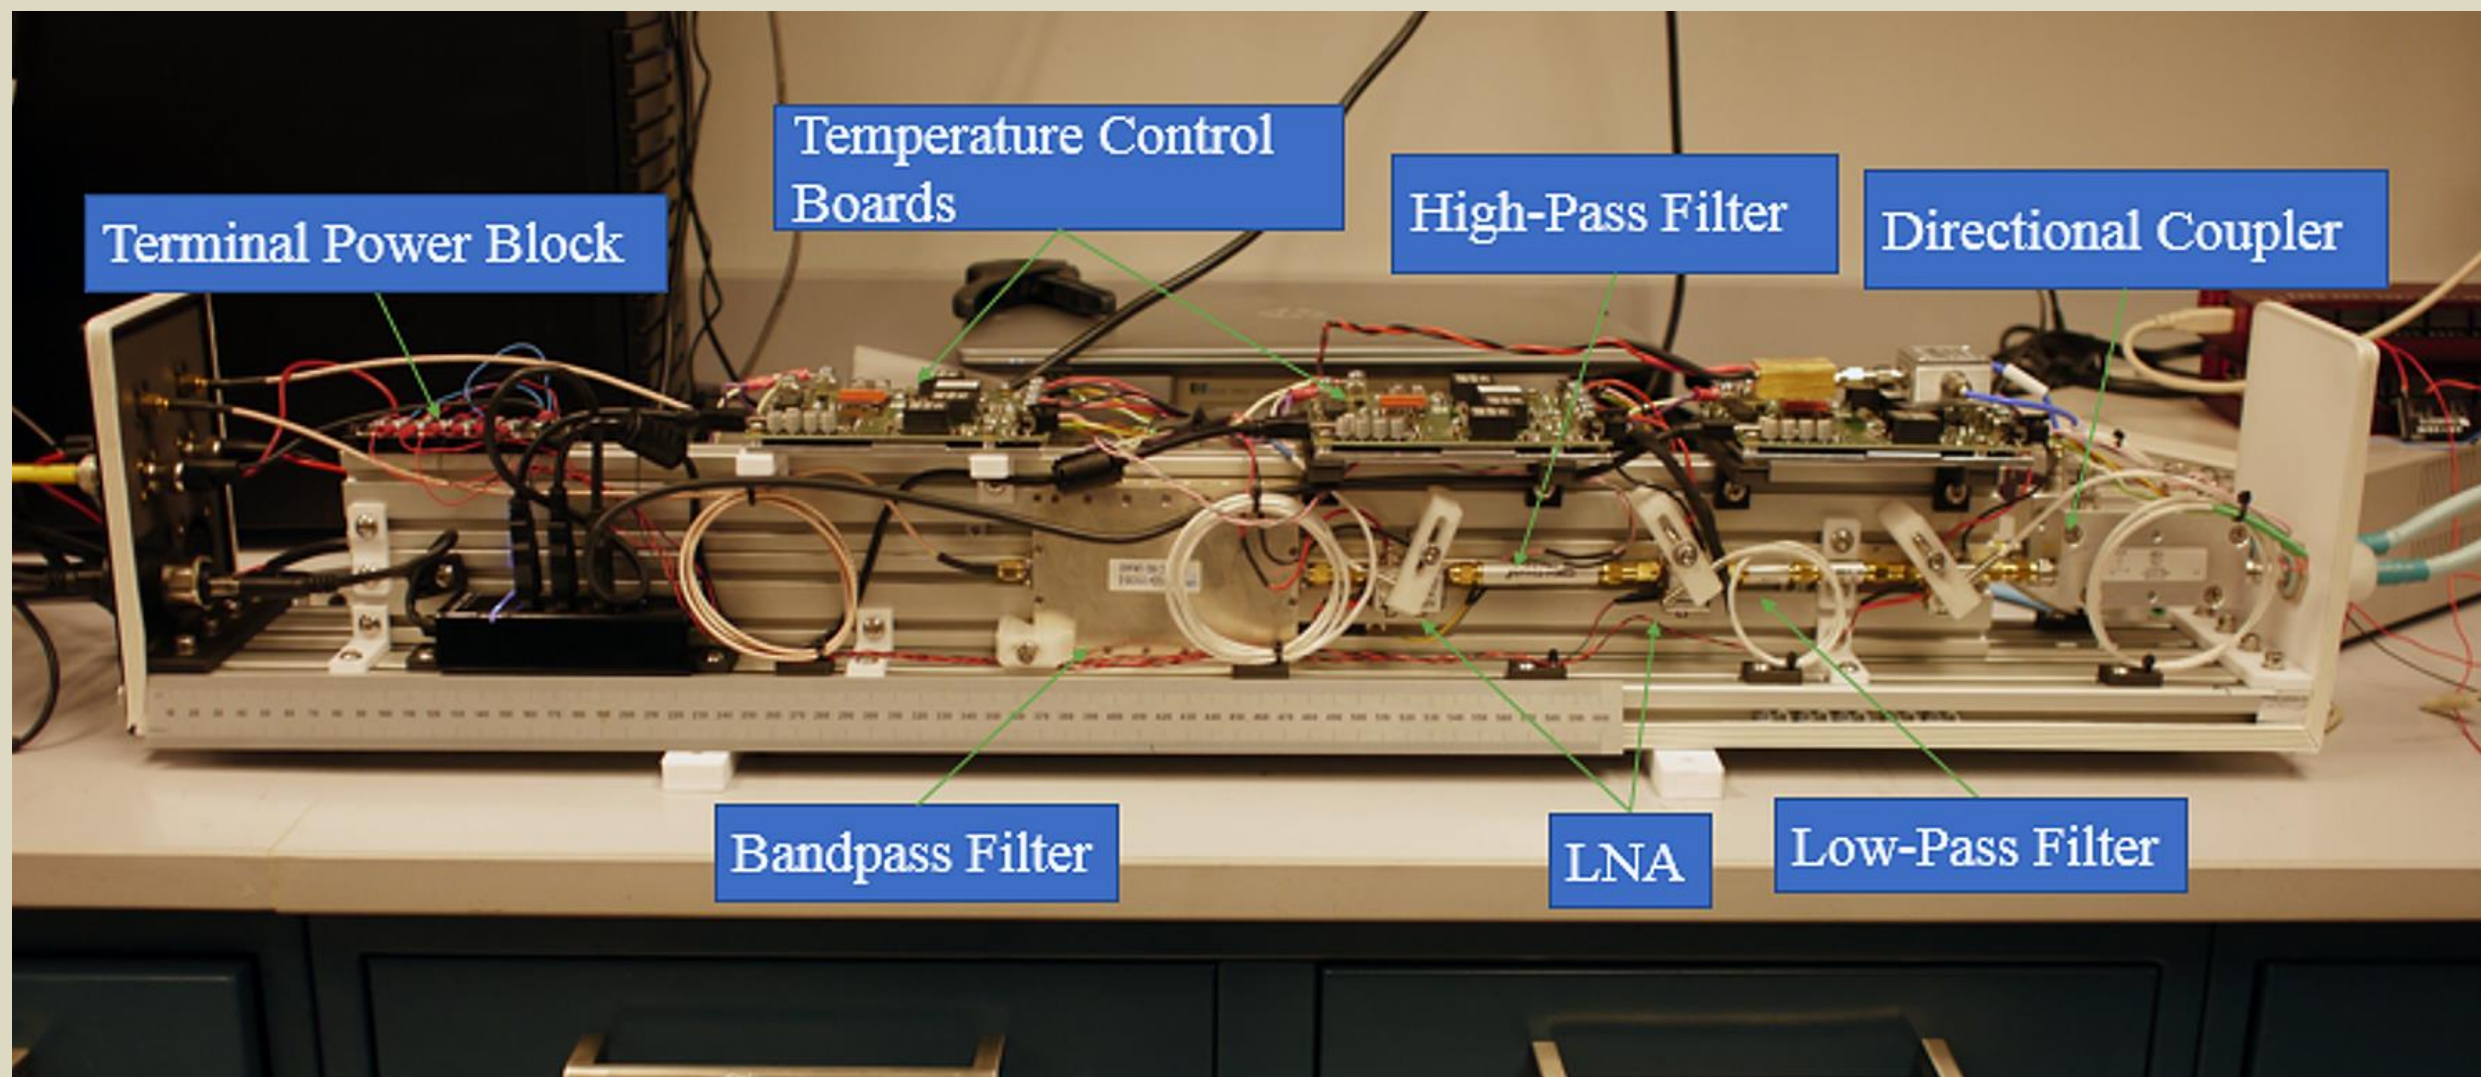 Temperature Control
Boards
High-Pass Filter
Directional Coupler
Terminal Power Block
Bandpass Filter
LNA
Low-Pass Filter